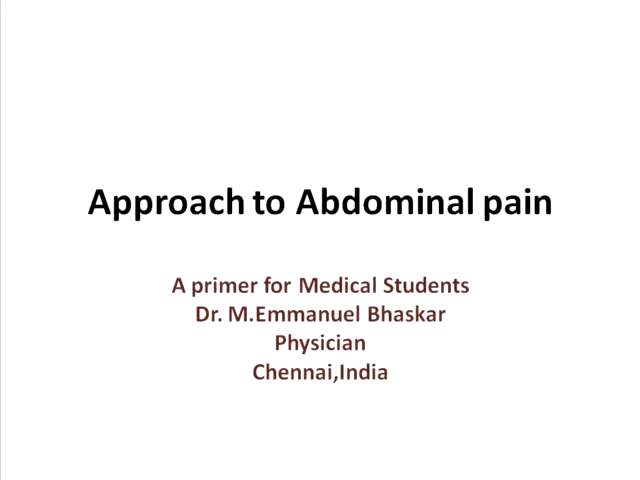 Approach to Abdominal pain
A primer for Medical Students
Dr. M.Emmanuel Bhaskar
Physician
Chennai,India